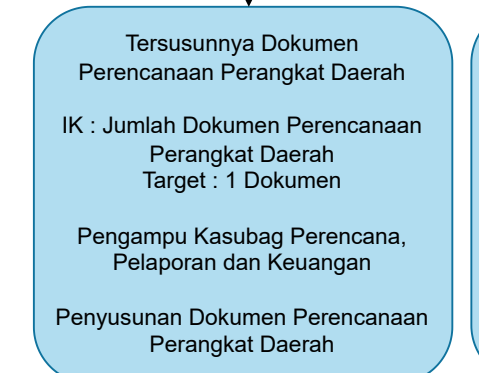 Tersusunnya Dokumen
Perencanaan Perangkat Daerah
IK : Jumlah Dokumen Perencanaan
Perangkat Daerah
Target : 1 Dokumen
Pengampu Kasubag Perencana,
Pelaporan dan Keuangan
Penyusunan Dokumen Perencanaan
Perangkat Daerah